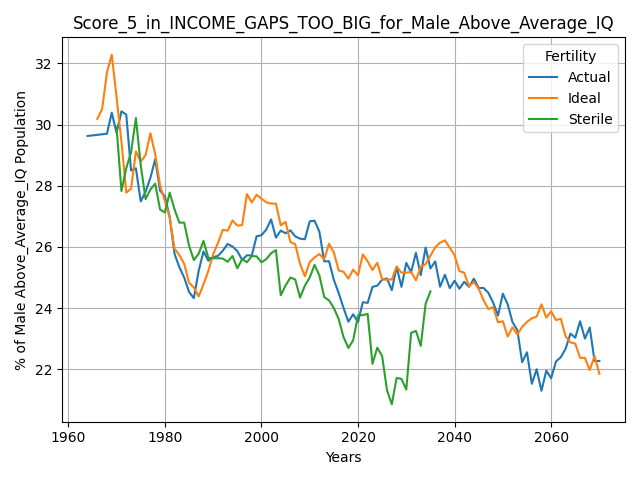 Score_5_in_INCOME_GAPS_TOO_BIG_for_Male_Above_Average_IQ
% of Male Above_Average_IQ Population
32
30
28
26
24
22
Fertility
Actual
Ideal
Sterile
1960
1980
2000
2020
2040
2060
Years